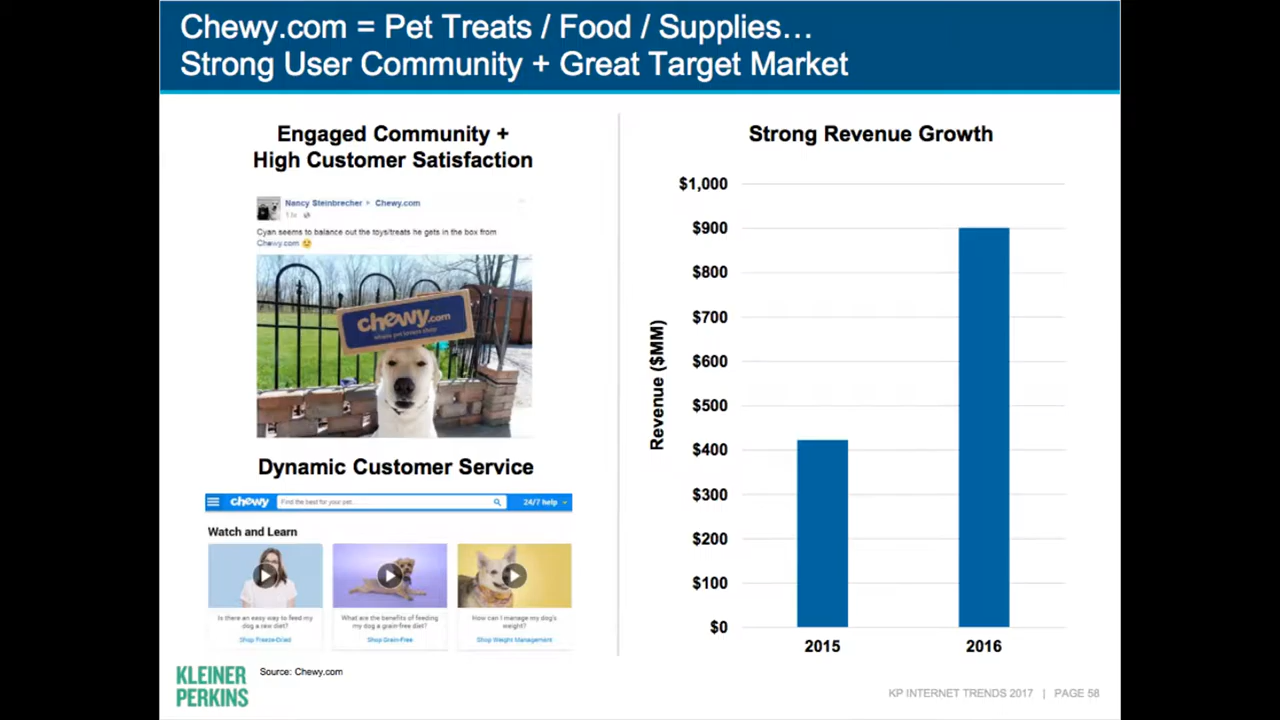 Chewy.com = Pet Treats / Food / Supplies…
Strong User Community + Great Target Market
Engaged Community +
High Customer Satisfaction
Nancy Steinbrecher ▸ Chewy.com
Cyan seems to balance out the toys/treats he gets in the box from
Chewy.com
chewy.com
Dynamic Customer Service
chewy
Find the best for your pet...
24/7 help
Watch and Learn
Is there an easy way to feed my
dog a raw diet?
Shop Freeze-Dried
What are the benefits of feeding
my dog a grain-free diet?
Shop Grain-Free
How can I manage my dog's
weight?
Shop Weight Management
Strong Revenue Growth
Revenue ($MM)
$1,000
$900
$800
$700
$600
$500
$400
$300
$200
$100
$0
2015
2016
KLEINER
PERKINS
Source: Chewy.com
KP INTERNET TRENDS 2017 | PAGE 58